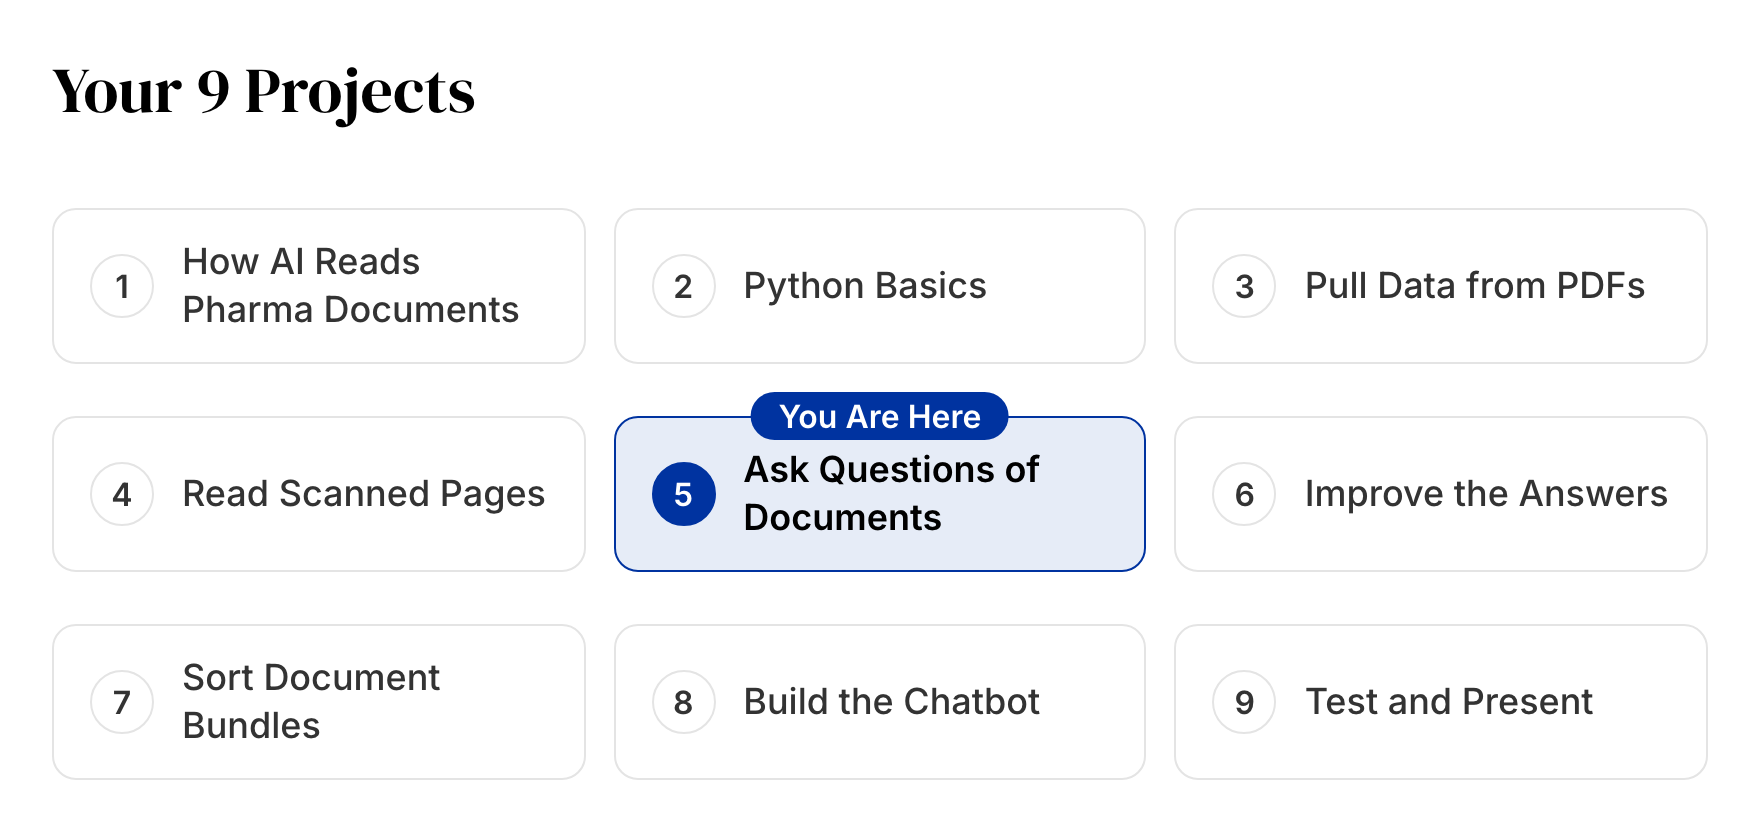 Your 9 Projects
1
How AI Reads
Pharma Documents
2
Python Basics
3
Pull Data from PDFs
4
Read Scanned Pages
You Are Here
5
Ask Questions of
Documents
6
Improve the Answers
7
Sort Document
Bundles
8
Build the Chatbot
9
Test and Present